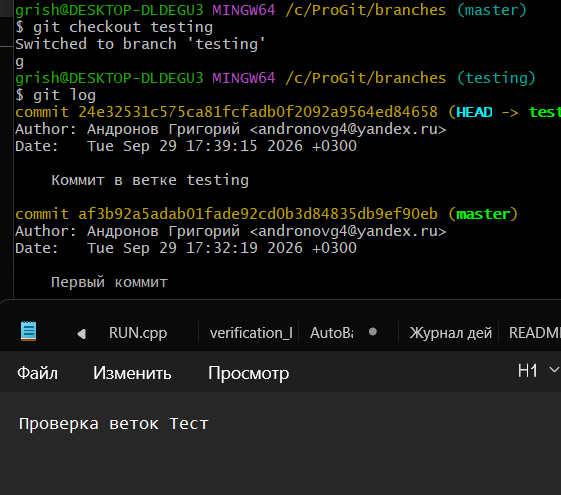 grish@DESKTOP-DLDEGU3 MINGW64 /c/ProGit/branches (master)
$ git checkout testing
Switched to branch 'testing'
g
grish@DESKTOP-DLDEGU3 MINGW64 /c/ProGit/branches (testing)
$ git log
commit 24e32531c575ca81fcfadb0f2092a9564ed84658 (HEAD -> test
Author: Андронов Григорий <andronovg4@yandex.ru>
Date:   Tue Sep 29 17:39:15 2026 +0300
Коммит в ветке testing
commit af3b92a5adab01fade92cd0b3d84835db9ef90eb (master)
Author: Андронов Григорий <andronovg4@yandex.ru>
Date:   Tue Sep 29 17:32:19 2026 +0300
Первый коммит
RUN.cpp verification_l AutoBa Журнал дей README
Файл Изменить Просмотр H1
Проверка веток Тест